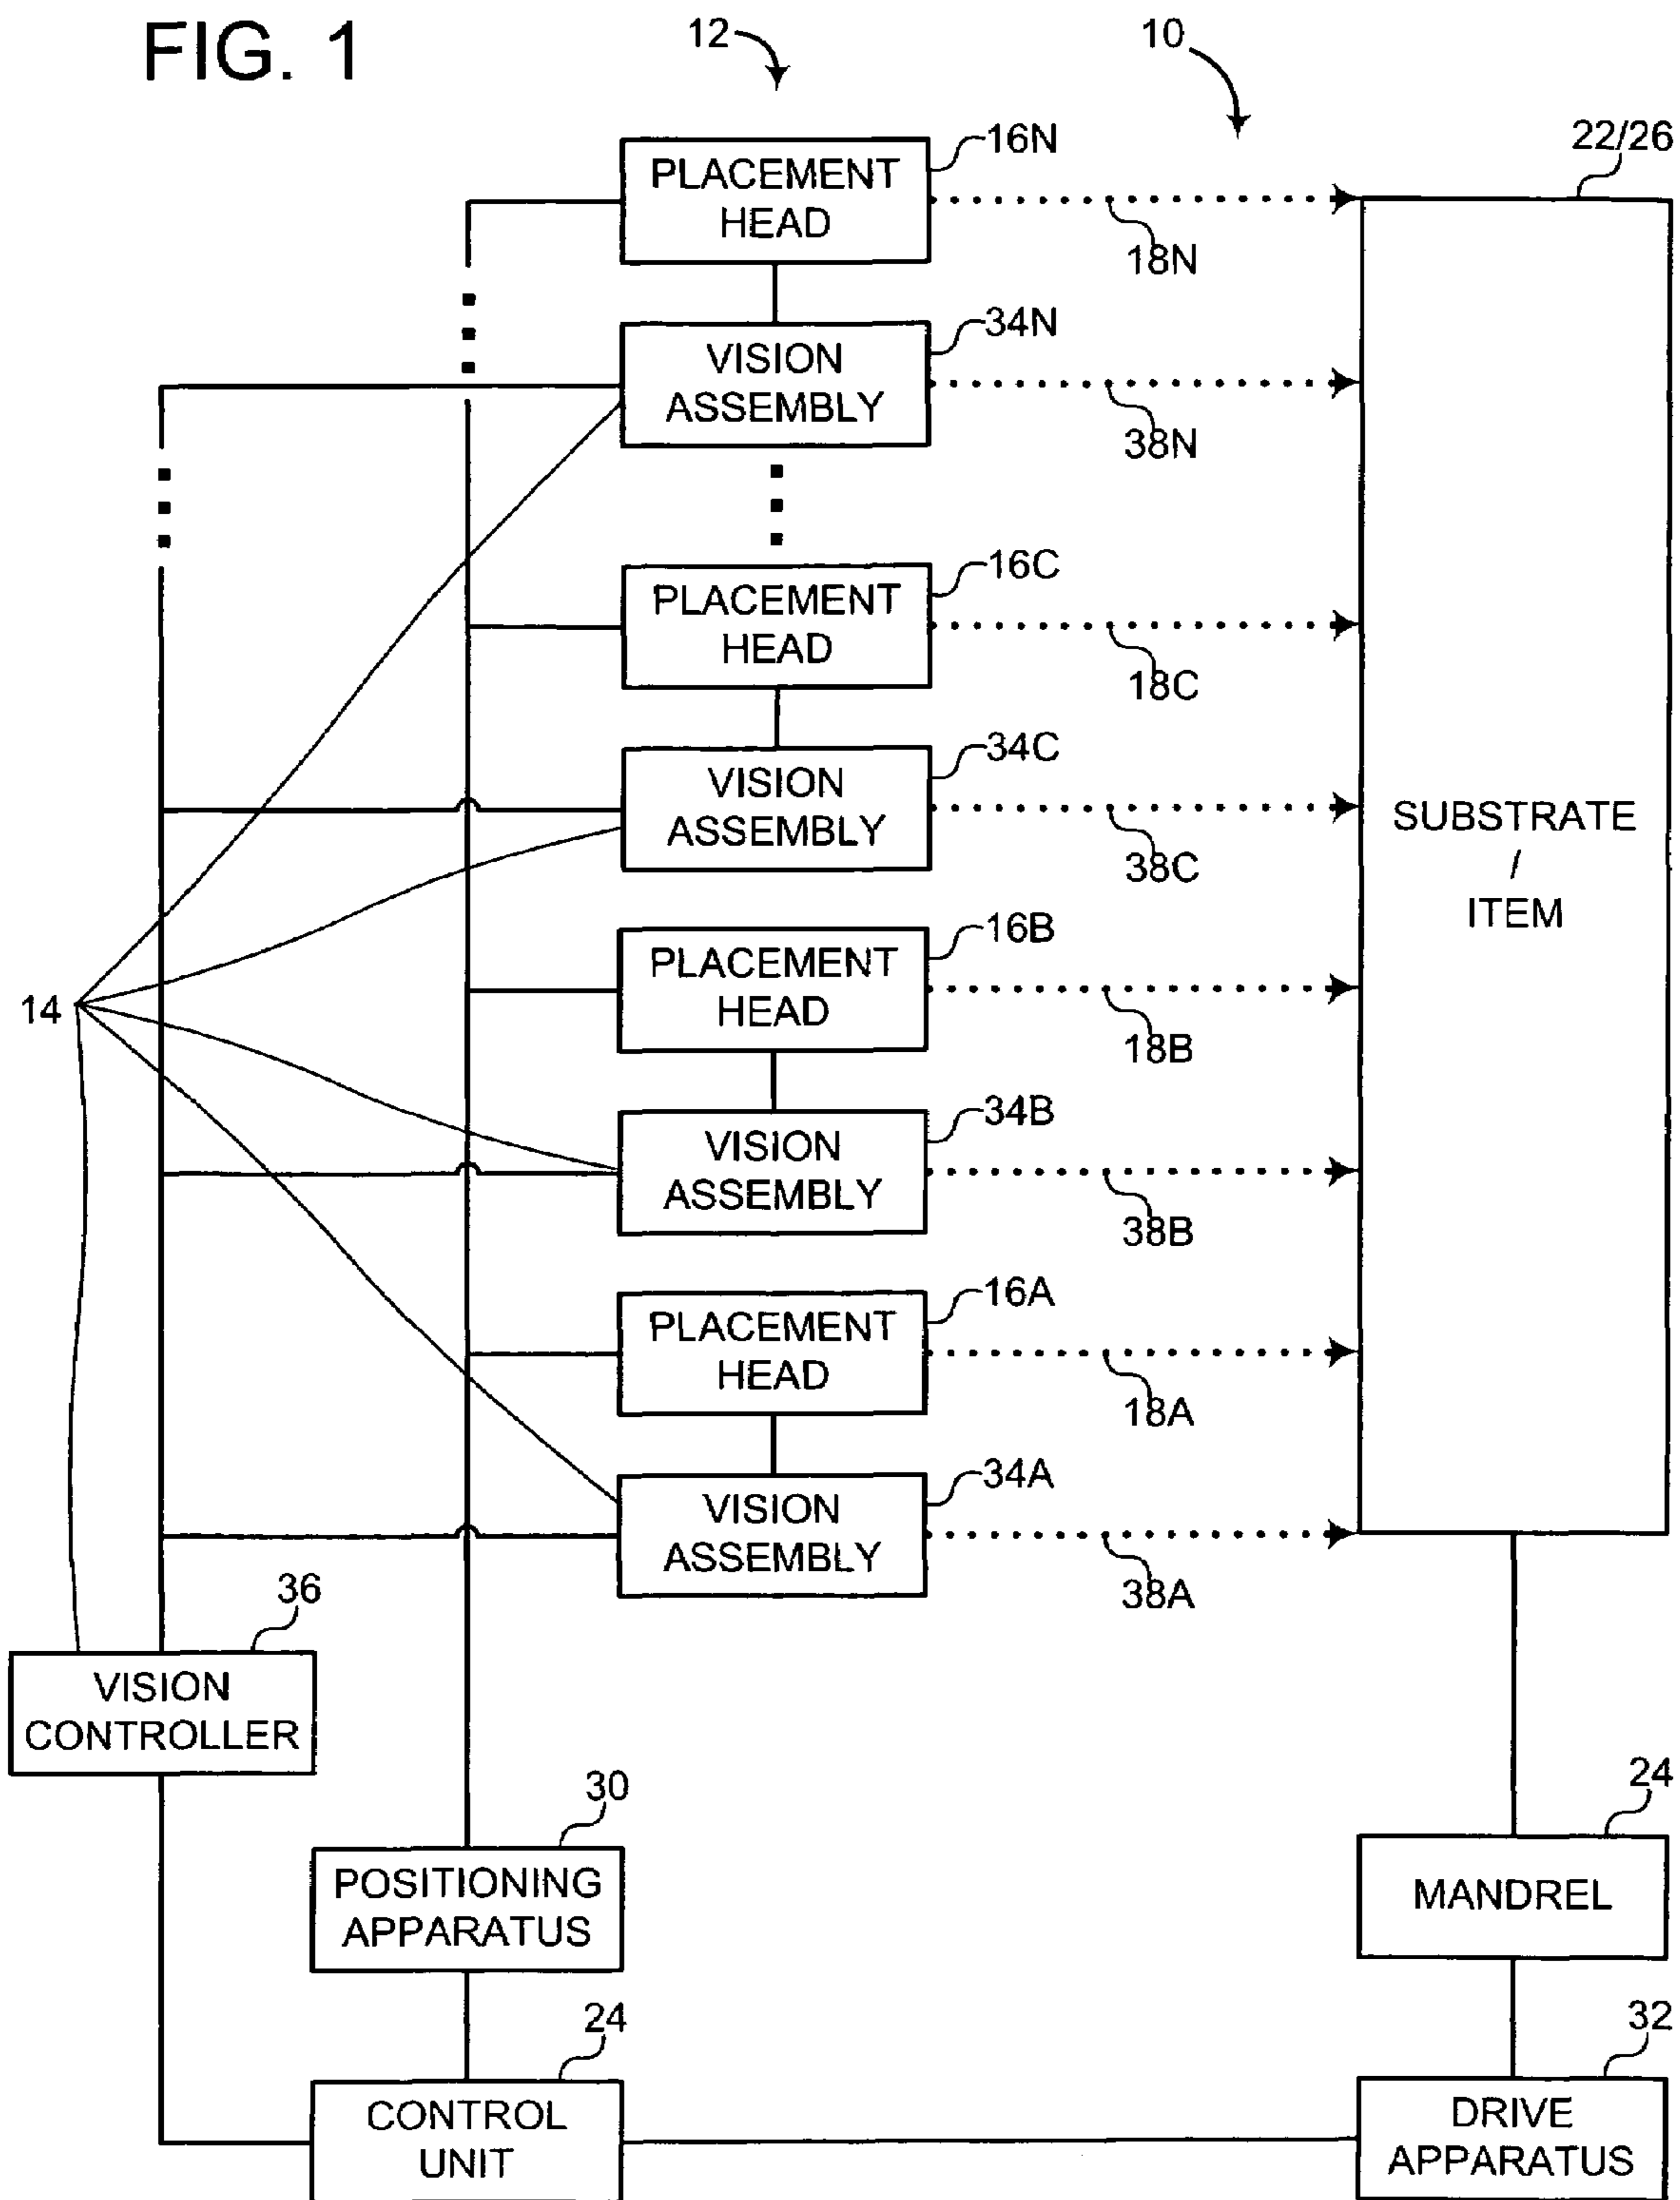 FIG. 1
12
10
22/26
PLACEMENT
HEAD
16N
18N
VISION
ASSEMBLY
34N
38N
PLACEMENT
HEAD
16C
18C
VISION
ASSEMBLY
34C
38C
SUBSTRATE
/
ITEM
PLACEMENT
HEAD
16B
18B
14
VISION
ASSEMBLY
34B
38B
PLACEMENT
HEAD
16A
18A
VISION
ASSEMBLY
34A
38A
36
VISION
CONTROLLER
30
POSITIONING
APPARATUS
24
MANDREL
24
CONTROL
UNIT
32
DRIVE
APPARATUS